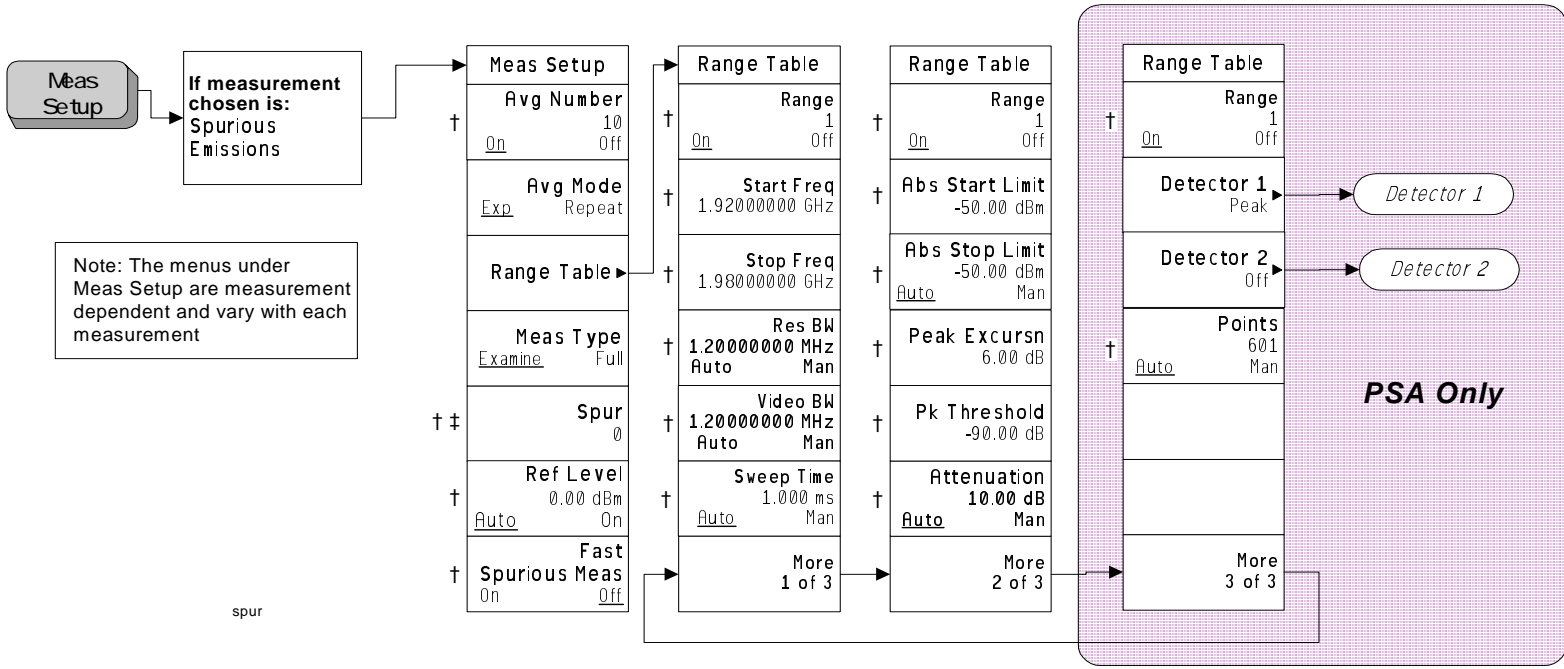 Meas
Setup
If measurement
chosen is:
Spurious
Emissions
Note: The menus under
Meas Setup are measurement
dependent and vary with each
measurement
spur
Meas Setup
†
Avg Number
10
On Off
Avg Mode
Exp Repeat
Range Table
Meas Type
Examine Full
† ‡
Spur
0
†
Ref Level
0.00 dBm
Auto On
†
Fast
Spurious Meas
On Off
Range Table
†
Range
1
On Off
†
Start Freq
1.92000000 GHz
†
Stop Freq
1.98000000 GHz
†
Res BW
1.20000000 MHz
Auto Man
†
Video BW
1.20000000 MHz
Auto Man
†
Sweep Time
1.000 ms
Auto Man
More
1 of 3
Range Table
†
Range
1
On Off
†
Abs Start Limit
-50.00 dBm
†
Abs Stop Limit
-50.00 dBm
Auto Man
†
Peak Excursn
6.00 dB
†
Pk Threshold
-90.00 dB
†
Attenuation
10.00 dB
Auto Man
More
2 of 3
Range Table
†
Range
1
On Off
Detector 1
Peak
Detector 1
Detector 2
Off
Detector 2
†
Points
601
Auto Man
PSA Only
More
3 of 3